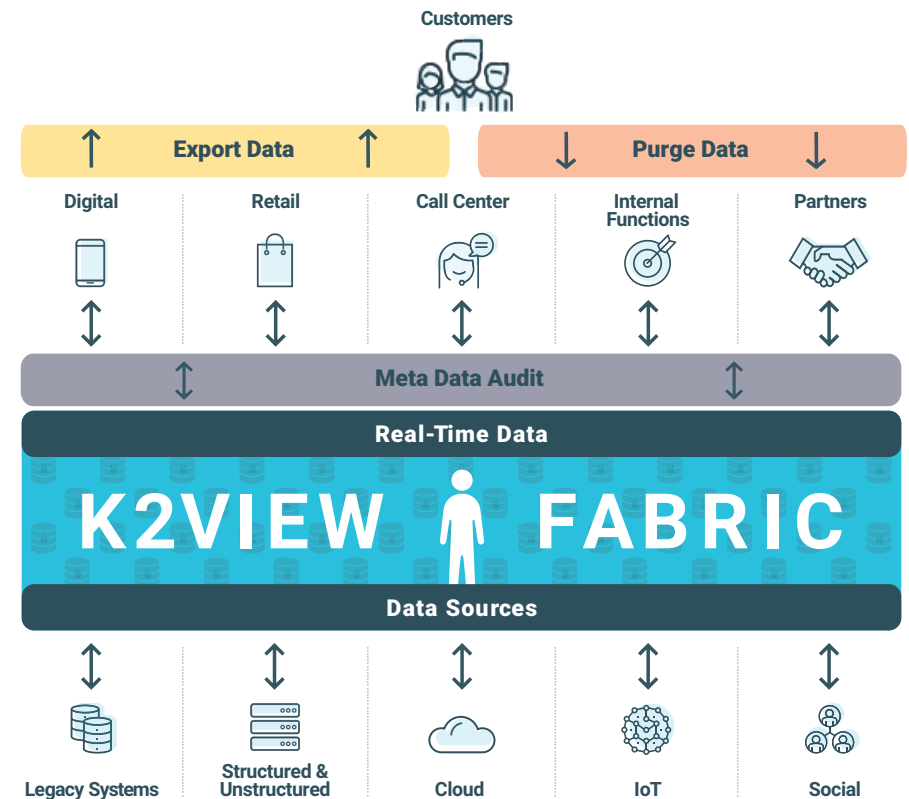 Customers
Export Data
Purge Data
Digital
Retail
Call Center
Internal
Functions
Partners
Meta Data Audit
Real-Time Data
K2VIEW FABRIC
Data Sources
Legacy Systems
Structured &
Unstructured
Cloud
IoT
Social